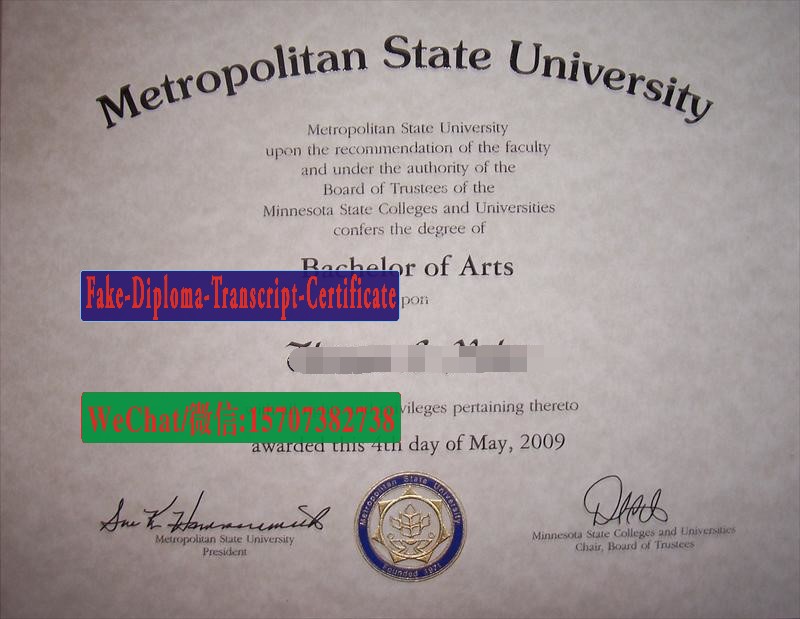 Metropolitan State University
Metropolitan State University
upon the recommendation of the faculty
and under the authority of the
Board of Trustees of the
Minnesota State Colleges and Universities
confers the degree of
Bachelor of Arts
Fake-Diploma-Transcript-Certificate
WeChat/微信:15707382738
pertaining thereto
awarded this 4th day of May, 2009
Metropolitan State University
President
Metropolitan State University
Founded 1971
Minnesota State Colleges and Universities
Chair, Board of Trustees